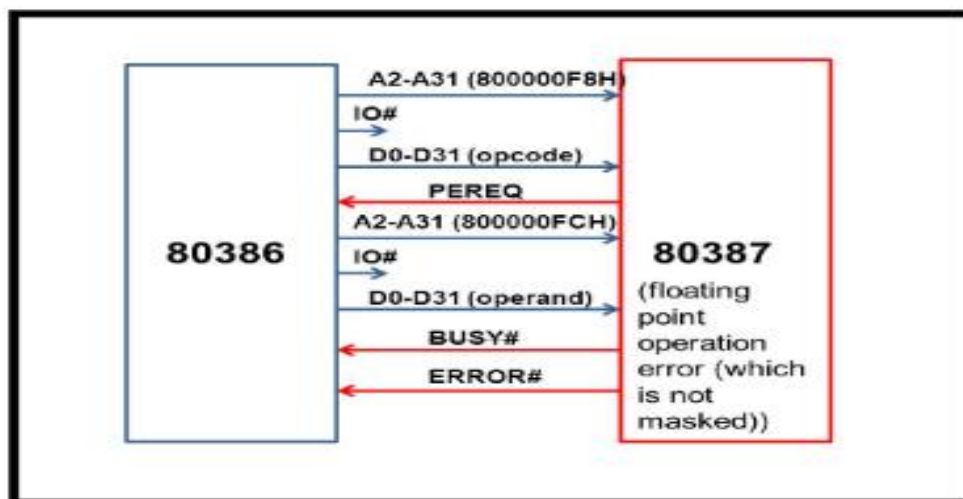 A2-A31 (800000F8H)
IO#
D0-D31 (opcode)
PEREQ
A2-A31 (800000FCH)
80386
80387
IO#
(floating
D0-D31 (operand)
point
BUSY#
operation
error (which
ERROR#
is not
masked))